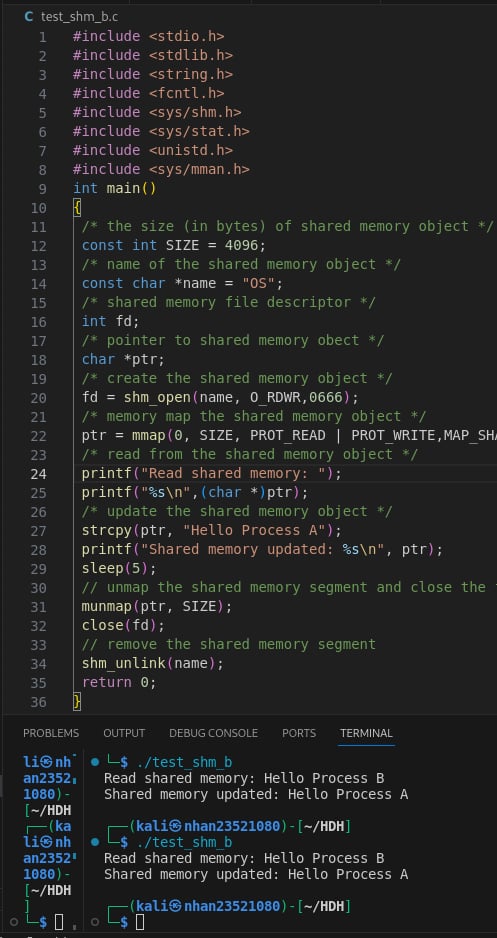 C test_shm_b.c
1 #include <stdio.h>
2 #include <stdlib.h>
3 #include <string.h>
4 #include <fcntl.h>
5 #include <sys/shm.h>
6 #include <sys/stat.h>
7 #include <unistd.h>
8 #include <sys/mman.h>
9 int main()
10 {
11 /* the size (in bytes) of shared memory object */
12 const int SIZE = 4096;
13 /* name of the shared memory object */
14 const char *name = "OS";
15 /* shared memory file descriptor */
16 int fd;
17 /* pointer to shared memory obect */
18 char *ptr;
19 /* create the shared memory object */
20 fd = shm_open(name, O_RDWR,0666);
21 /* memory map the shared memory object */
22 ptr = mmap(0, SIZE, PROT_READ | PROT_WRITE,MAP_SHA
23 /* read from the shared memory object */
24 printf("Read shared memory: ");
25 printf("%s\n",(char *)ptr);
26 /* update the shared memory object */
27 strcpy(ptr, "Hello Process A");
28 printf("Shared memory updated: %s\n", ptr);
29 sleep(5);
30 // unmap the shared memory segment and close the
31 munmap(ptr, SIZE);
32 close(fd);
33 // remove the shared memory segment
34 shm_unlink(name);
35 return 0;
36 }
PROBLEMS OUTPUT DEBUG CONSOLE PORTS TERMINAL
li㉿nh
an2352
1080)-
[~/HDH
┌──(ka
li㉿nh
an2352
1080)-
[~/HDH
]
└─$
└─$ ./test_shm_b
Read shared memory: Hello Process B
Shared memory updated: Hello Process A
┌──(kali㉿nhan23521080)-[~/HDH]
└─$ ./test_shm_b
Read shared memory: Hello Process B
Shared memory updated: Hello Process A
┌──(kali㉿nhan23521080)-[~/HDH]
└─$